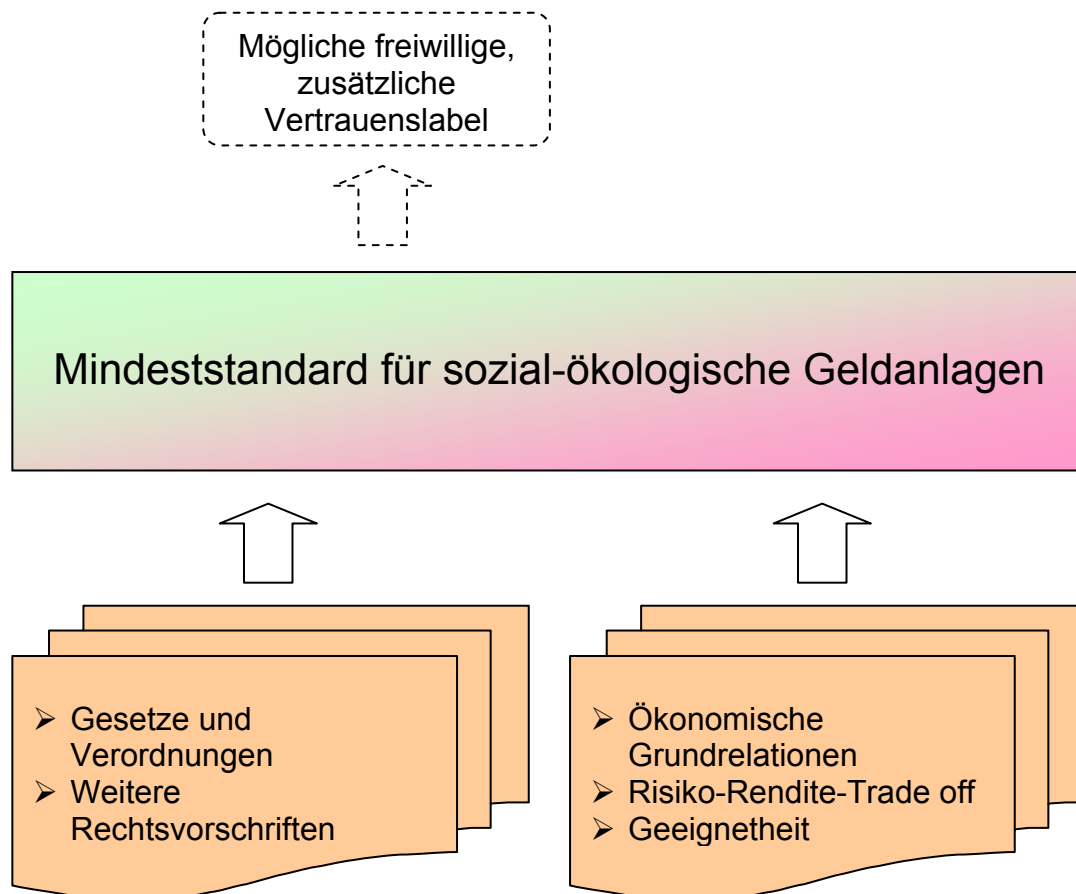 Mögliche freiwillige,
zusätzliche
Vertrauenslabel
Mindeststandard für sozial-ökologische Geldanlagen
➢ Gesetze und
Verordnungen
➢ Weitere
Rechtsvorschriften
➢ Ökonomische
Grundrelationen
➢ Risiko-Rendite-Trade off
➢ Geeignetheit